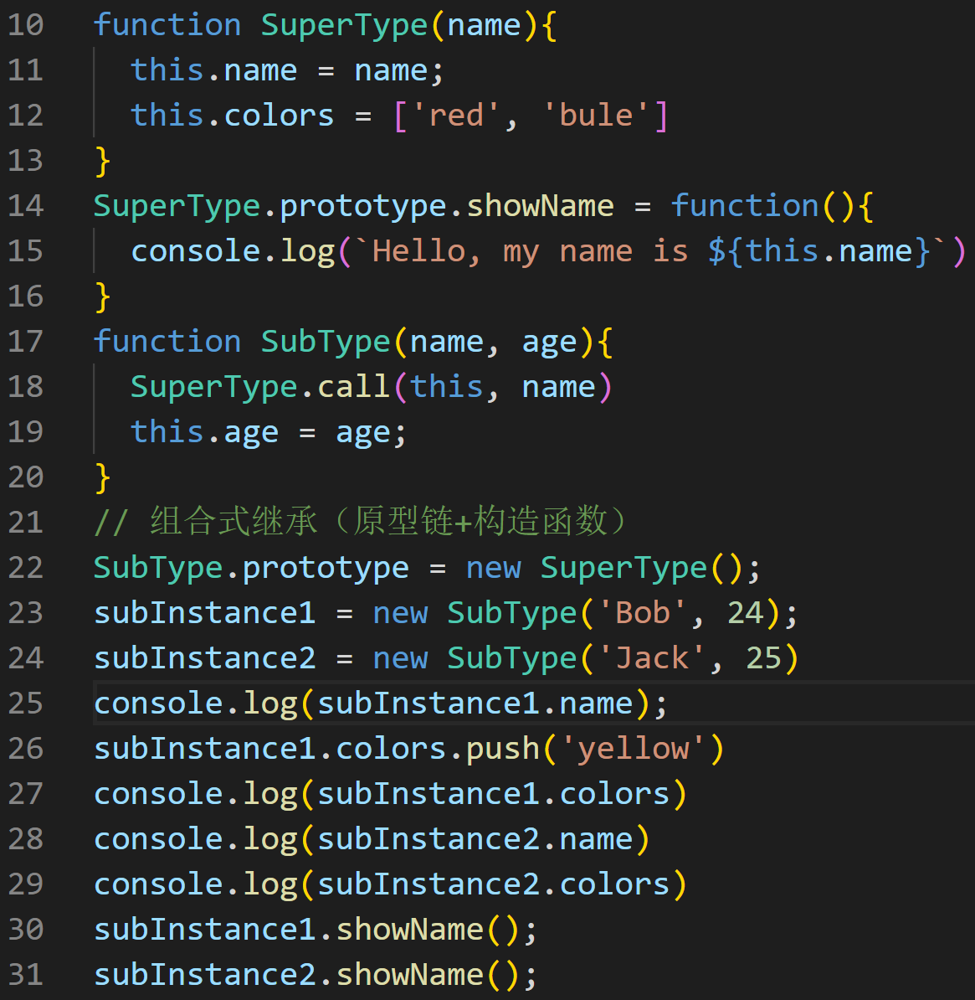 10 function SuperType(name){
11   this.name = name;
12   this.colors = ['red', 'bule']
13 }
14 SuperType.prototype.showName = function(){
15   console.log(`Hello, my name is ${this.name}`)
16 }
17 function SubType(name, age){
18   SuperType.call(this, name)
19   this.age = age;
20 }
21 // 组合式继承（原型链+构造函数）
22 SubType.prototype = new SuperType();
23 subInstance1 = new SubType('Bob', 24);
24 subInstance2 = new SubType('Jack', 25)
25 console.log(subInstance1.name);
26 subInstance1.colors.push('yellow')
27 console.log(subInstance1.colors)
28 console.log(subInstance2.name)
29 console.log(subInstance2.colors)
30 subInstance1.showName();
31 subInstance2.showName();